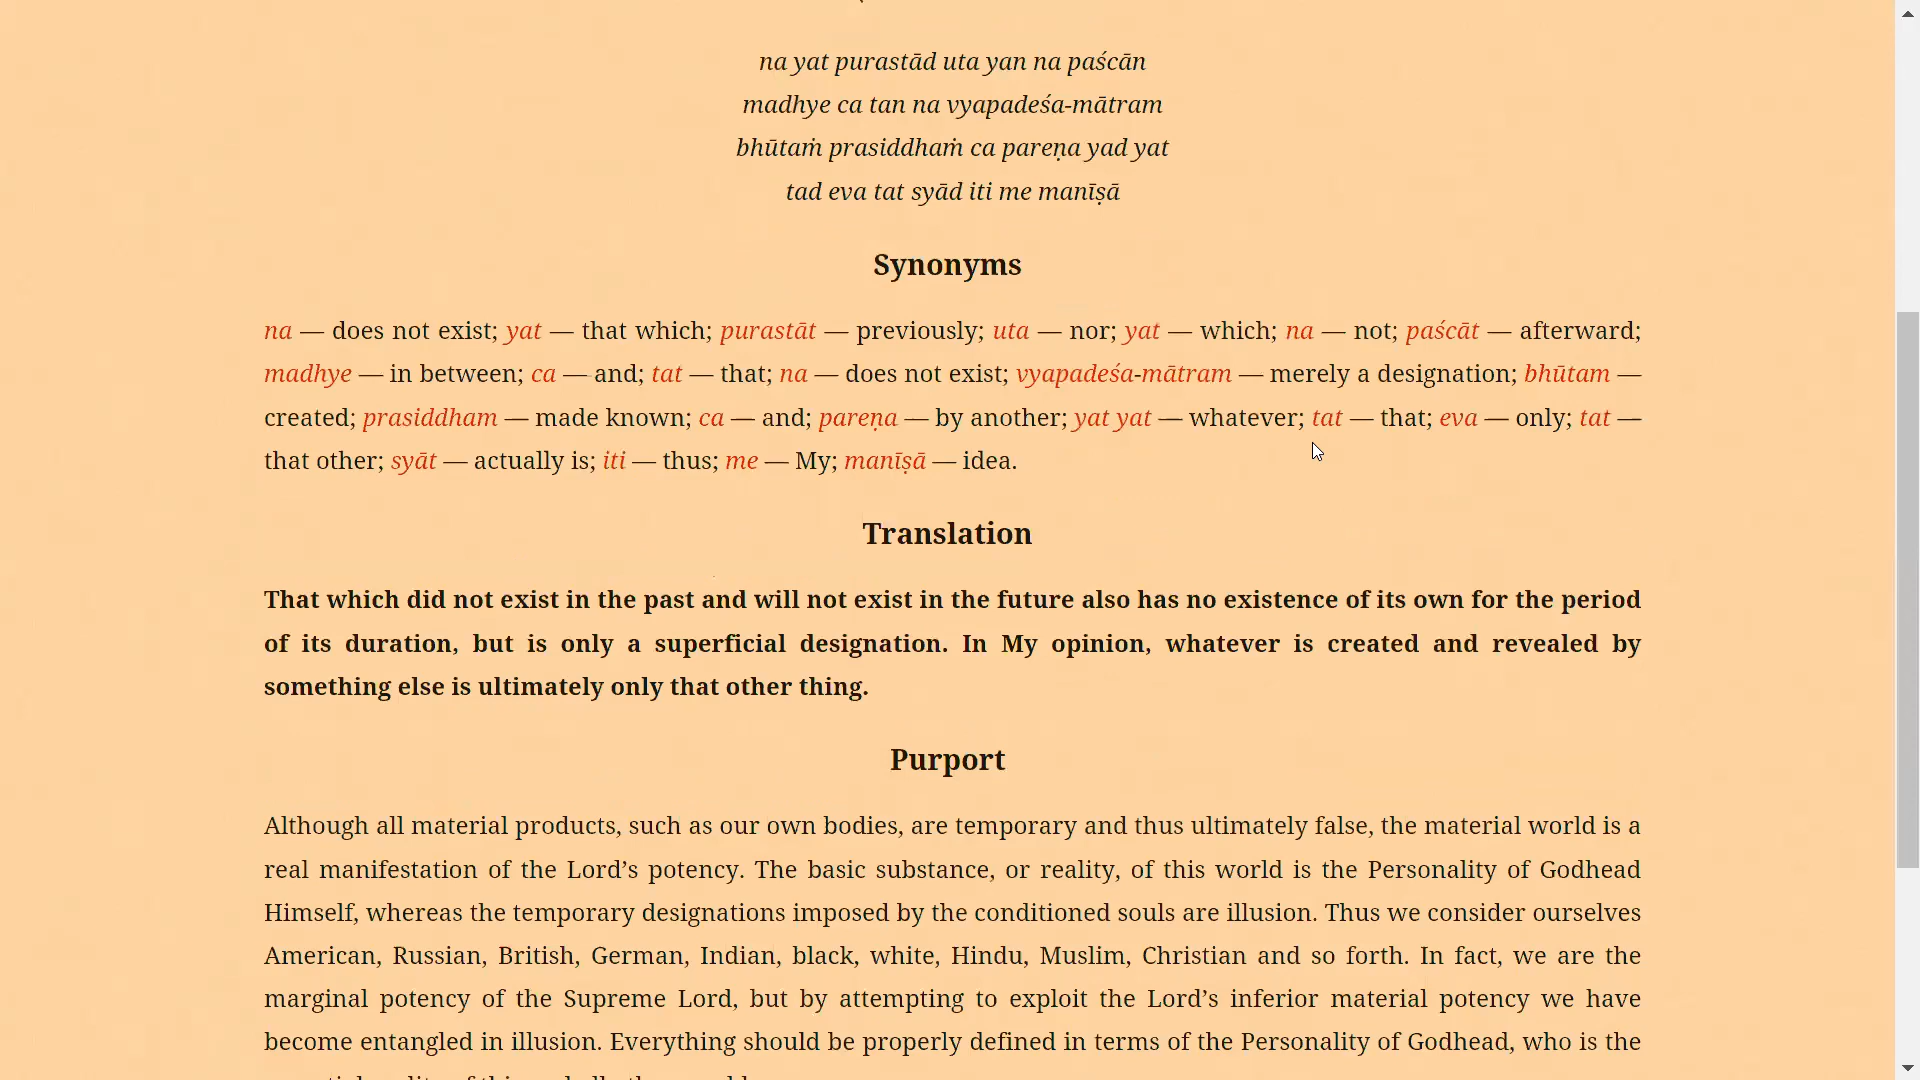 na yat purastād uta yan na paścān
madhye ca tan na vyapadeśa-mātram
bhūtaṁ prasiddhaṁ ca pareṇa yad yat
tad eva tat syād iti me manīṣā
Synonyms
na — does not exist; yat — that which; purastāt — previously; uta — nor; yat — which; na — not; paścāt — afterward;
madhye — in between; ca — and; tat — that; na — does not exist; vyapadeśa-mātram — merely a designation; bhūtam —
created; prasiddham — made known; ca — and; pareṇa — by another; yat yat — whatever; tat — that; eva — only; tat —
that other; syāt — actually is; iti — thus; me — My; manīṣā — idea.
Translation
That which did not exist in the past and will not exist in the future also has no existence of its own for the period
of its duration, but is only a superficial designation. In My opinion, whatever is created and revealed by
something else is ultimately only that other thing.
Purport
Although all material products, such as our own bodies, are temporary and thus ultimately false, the material world is a
real manifestation of the Lord’s potency. The basic substance, or reality, of this world is the Personality of Godhead
Himself, whereas the temporary designations imposed by the conditioned souls are illusion. Thus we consider ourselves
American, Russian, British, German, Indian, black, white, Hindu, Muslim, Christian and so forth. In fact, we are the
marginal potency of the Supreme Lord, but by attempting to exploit the Lord’s inferior material potency we have
become entangled in illusion. Everything should be properly defined in terms of the Personality of Godhead, who is the